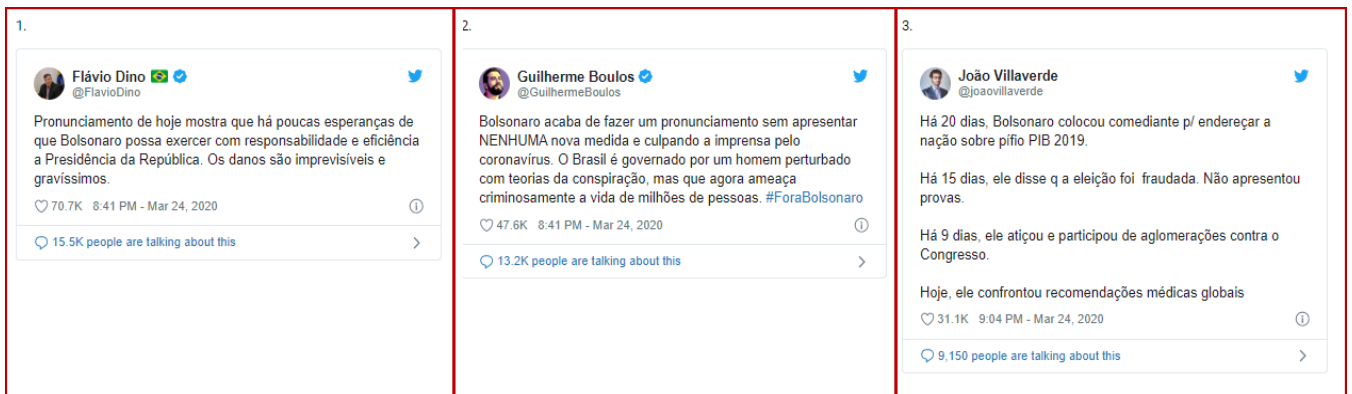 1.
Flávio Dino 🇧🇷
@FlavioDino
Pronunciamento de hoje mostra que há poucas esperanças de
que Bolsonaro possa exercer com responsabilidade e eficiência
a Presidência da República. Os danos são imprevisíveis e
gravíssimos.
70.7K 8:41 PM - Mar 24, 2020
15.5K people are talking about this
2.
Guilherme Boulos
@GuilhermeBoulos
Bolsonaro acaba de fazer um pronunciamento sem apresentar
NENHUMA nova medida e culpando a imprensa pelo
coronavírus. O Brasil é governado por um homem perturbado
com teorias da conspiração, mas que agora ameaça
criminosamente a vida de milhões de pessoas. #ForaBolsonaro
47.6K 8:41 PM - Mar 24, 2020
13.2K people are talking about this
3.
João Villaverde
@joaovillaverde
Há 20 dias, Bolsonaro colocou comediante p/ endereçar a
nação sobre pífio PIB 2019.
Há 15 dias, ele disse q a eleição foi fraudada. Não apresentou
provas.
Há 9 dias, ele atiçou e participou de aglomerações contra o
Congresso.
Hoje, ele confrontou recomendações médicas globais
31.1K 9:04 PM - Mar 24, 2020
9,150 people are talking about this